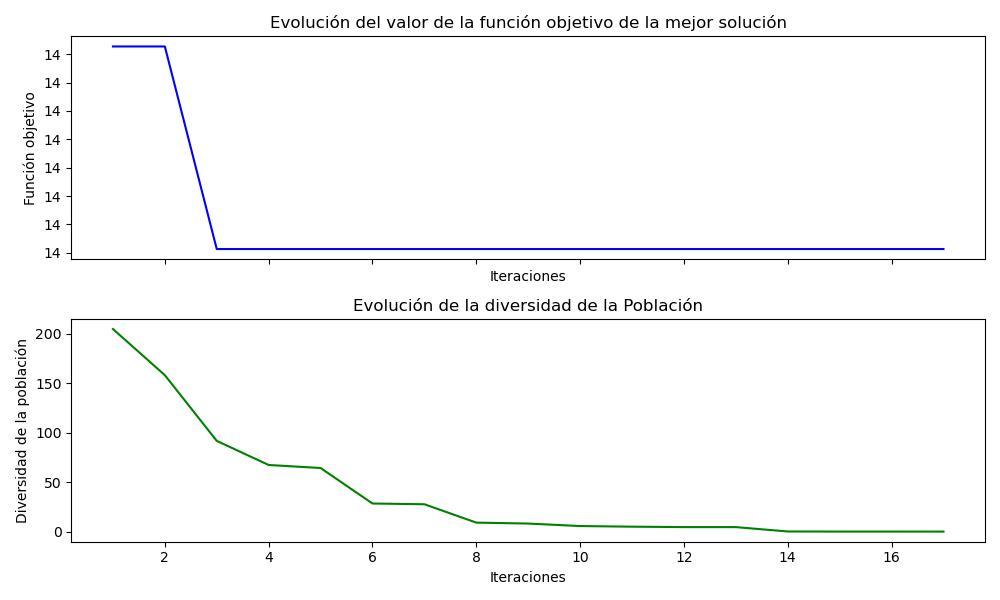 Evolución del valor de la función objetivo de la mejor solución
14
14
14
14
14
14
14
14
Función objetivo
Iteraciones
Evolución de la diversidad de la Población
200
150
100
50
0
Diversidad de la población
2 4 6 8 10 12 14 16
Iteraciones